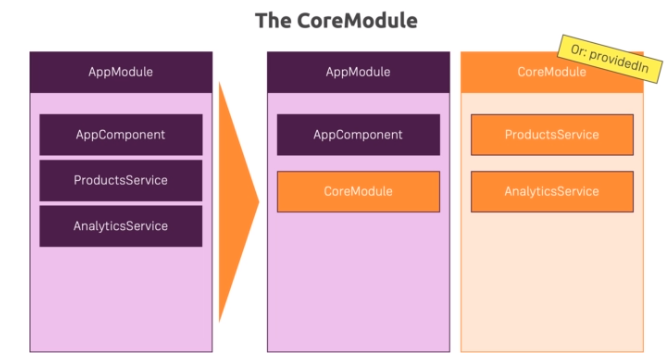 The CoreModule
AppModule
AppComponent
ProductsService
AnalyticsService
AppModule
AppComponent
CoreModule
CoreModule
Or: providedIn
ProductsService
AnalyticsService